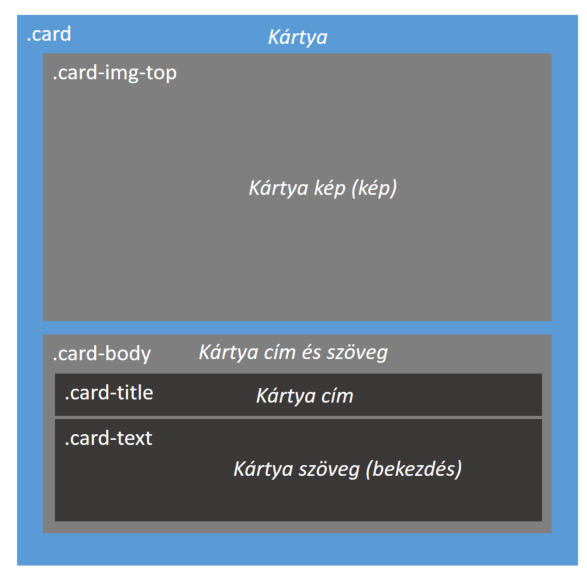 .card Kártya
.card-img-top
Kártya kép (kép)
.card-body Kártya cím és szöveg
.card-title Kártya cím
.card-text
Kártya szöveg (bekezdés)